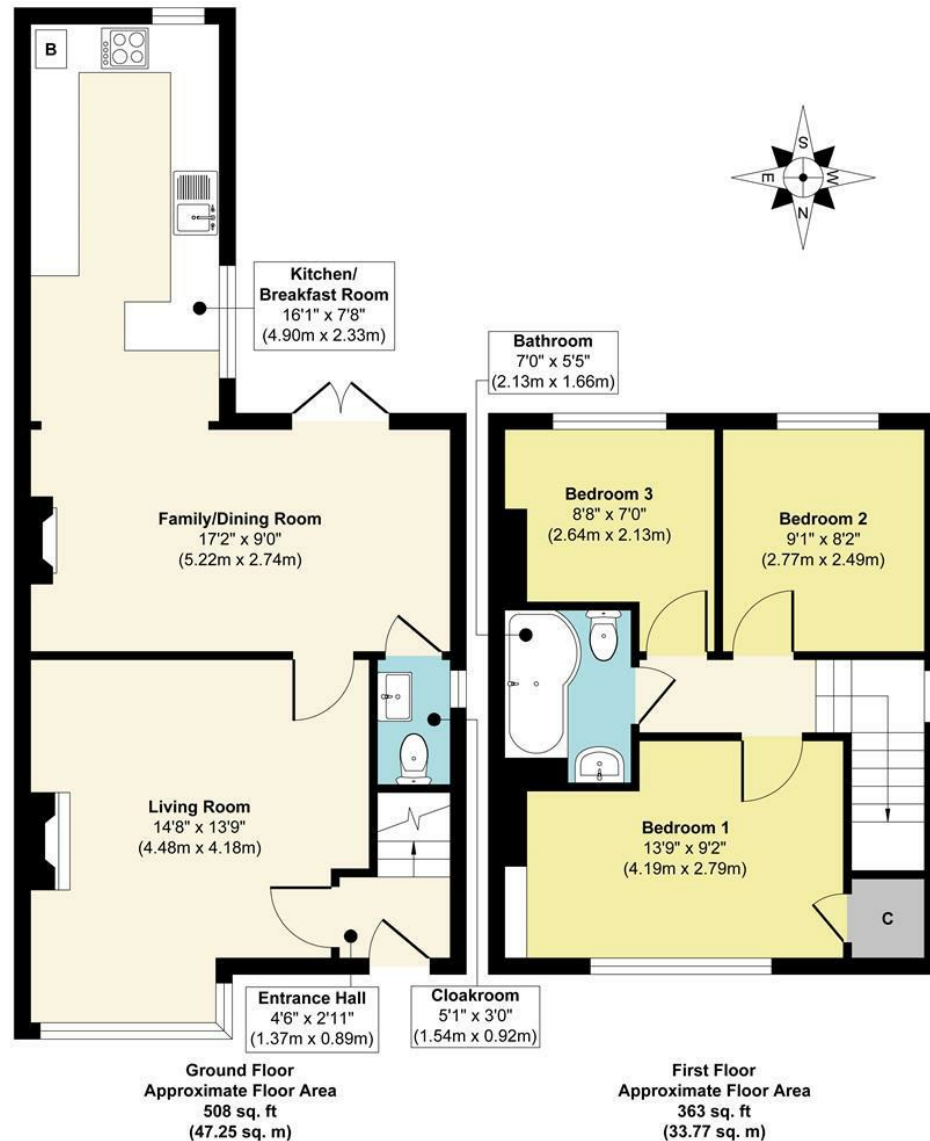 B
S
E
W
N
Kitchen/
Breakfast Room
16'1" x 7'8"
(4.90m x 2.33m)
Bathroom
7'0" x 5'5"
(2.13m x 1.66m)
Family/Dining Room
17'2" x 9'0"
(5.22m x 2.74m)
Bedroom 3
8'8" x 7'0"
(2.64m x 2.13m)
Bedroom 2
9'1" x 8'2"
(2.77m x 2.49m)
Living Room
14'8" x 13'9"
(4.48m x 4.18m)
Bedroom 1
13'9" x 9'2"
(4.19m x 2.79m)
C
Entrance Hall
4'6" x 2'11"
(1.37m x 0.89m)
Cloakroom
5'1" x 3'0"
(1.54m x 0.92m)
Ground Floor
Approximate Floor Area
508 sq. ft
(47.25 sq. m)
First Floor
Approximate Floor Area
363 sq. ft
(33.77 sq. m)